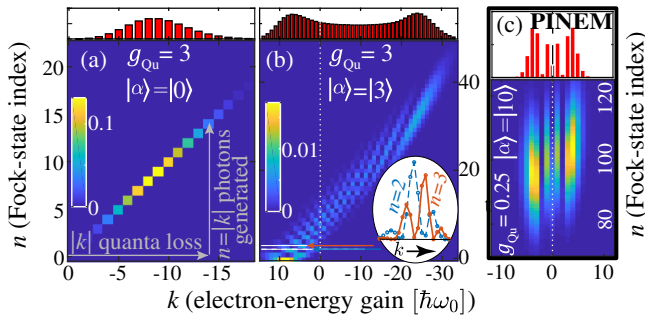 (a)
g_Qu = 3
|α⟩=|0⟩
20
15
10
5
0
n (Fock-state index)
0.1
0
n=|k| photons
generated
|k| quanta loss
0 -5 -10 -15
(b)
g_Qu = 3
|α⟩=|3⟩
0.01
0
40
20
0
n=2
n=3
k
10 0 -10 -20 -30
k (electron-energy gain [ħω₀])
(c) PINEM
g_Qu = 0.25 |α⟩=|10⟩
120
100
80
n (Fock-state index)
-10 0 10